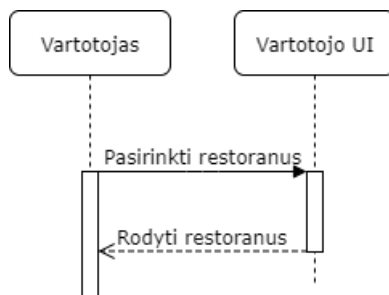 Vartotojas
Vartotojo UI
Pasirinkti restoranus
Rodyti restoranus